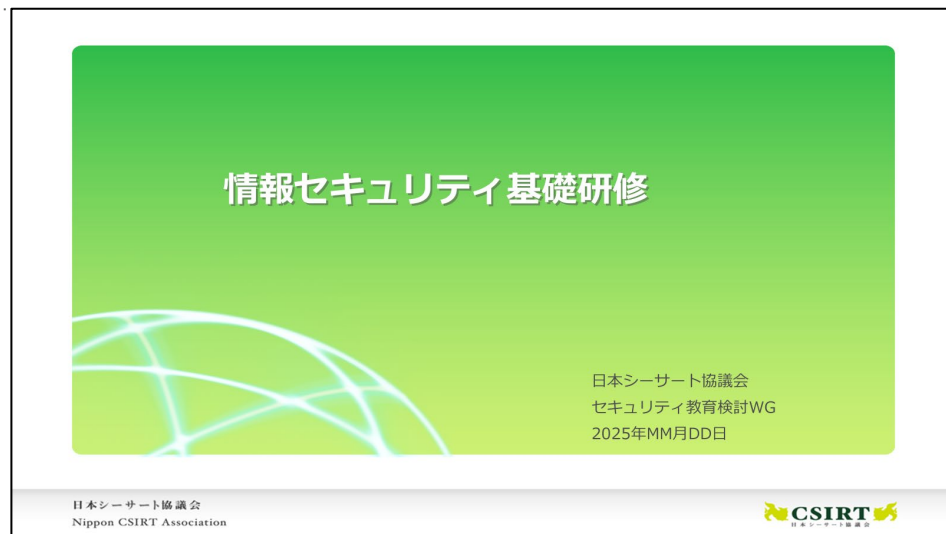 情報セキュリティ基礎研修
日本シーサート協議会
セキュリティ教育検討WG
2025年MM月DD日
日本シーサート協議会
Nippon CSIRT Association
CSIRT
日本シーサート協議会